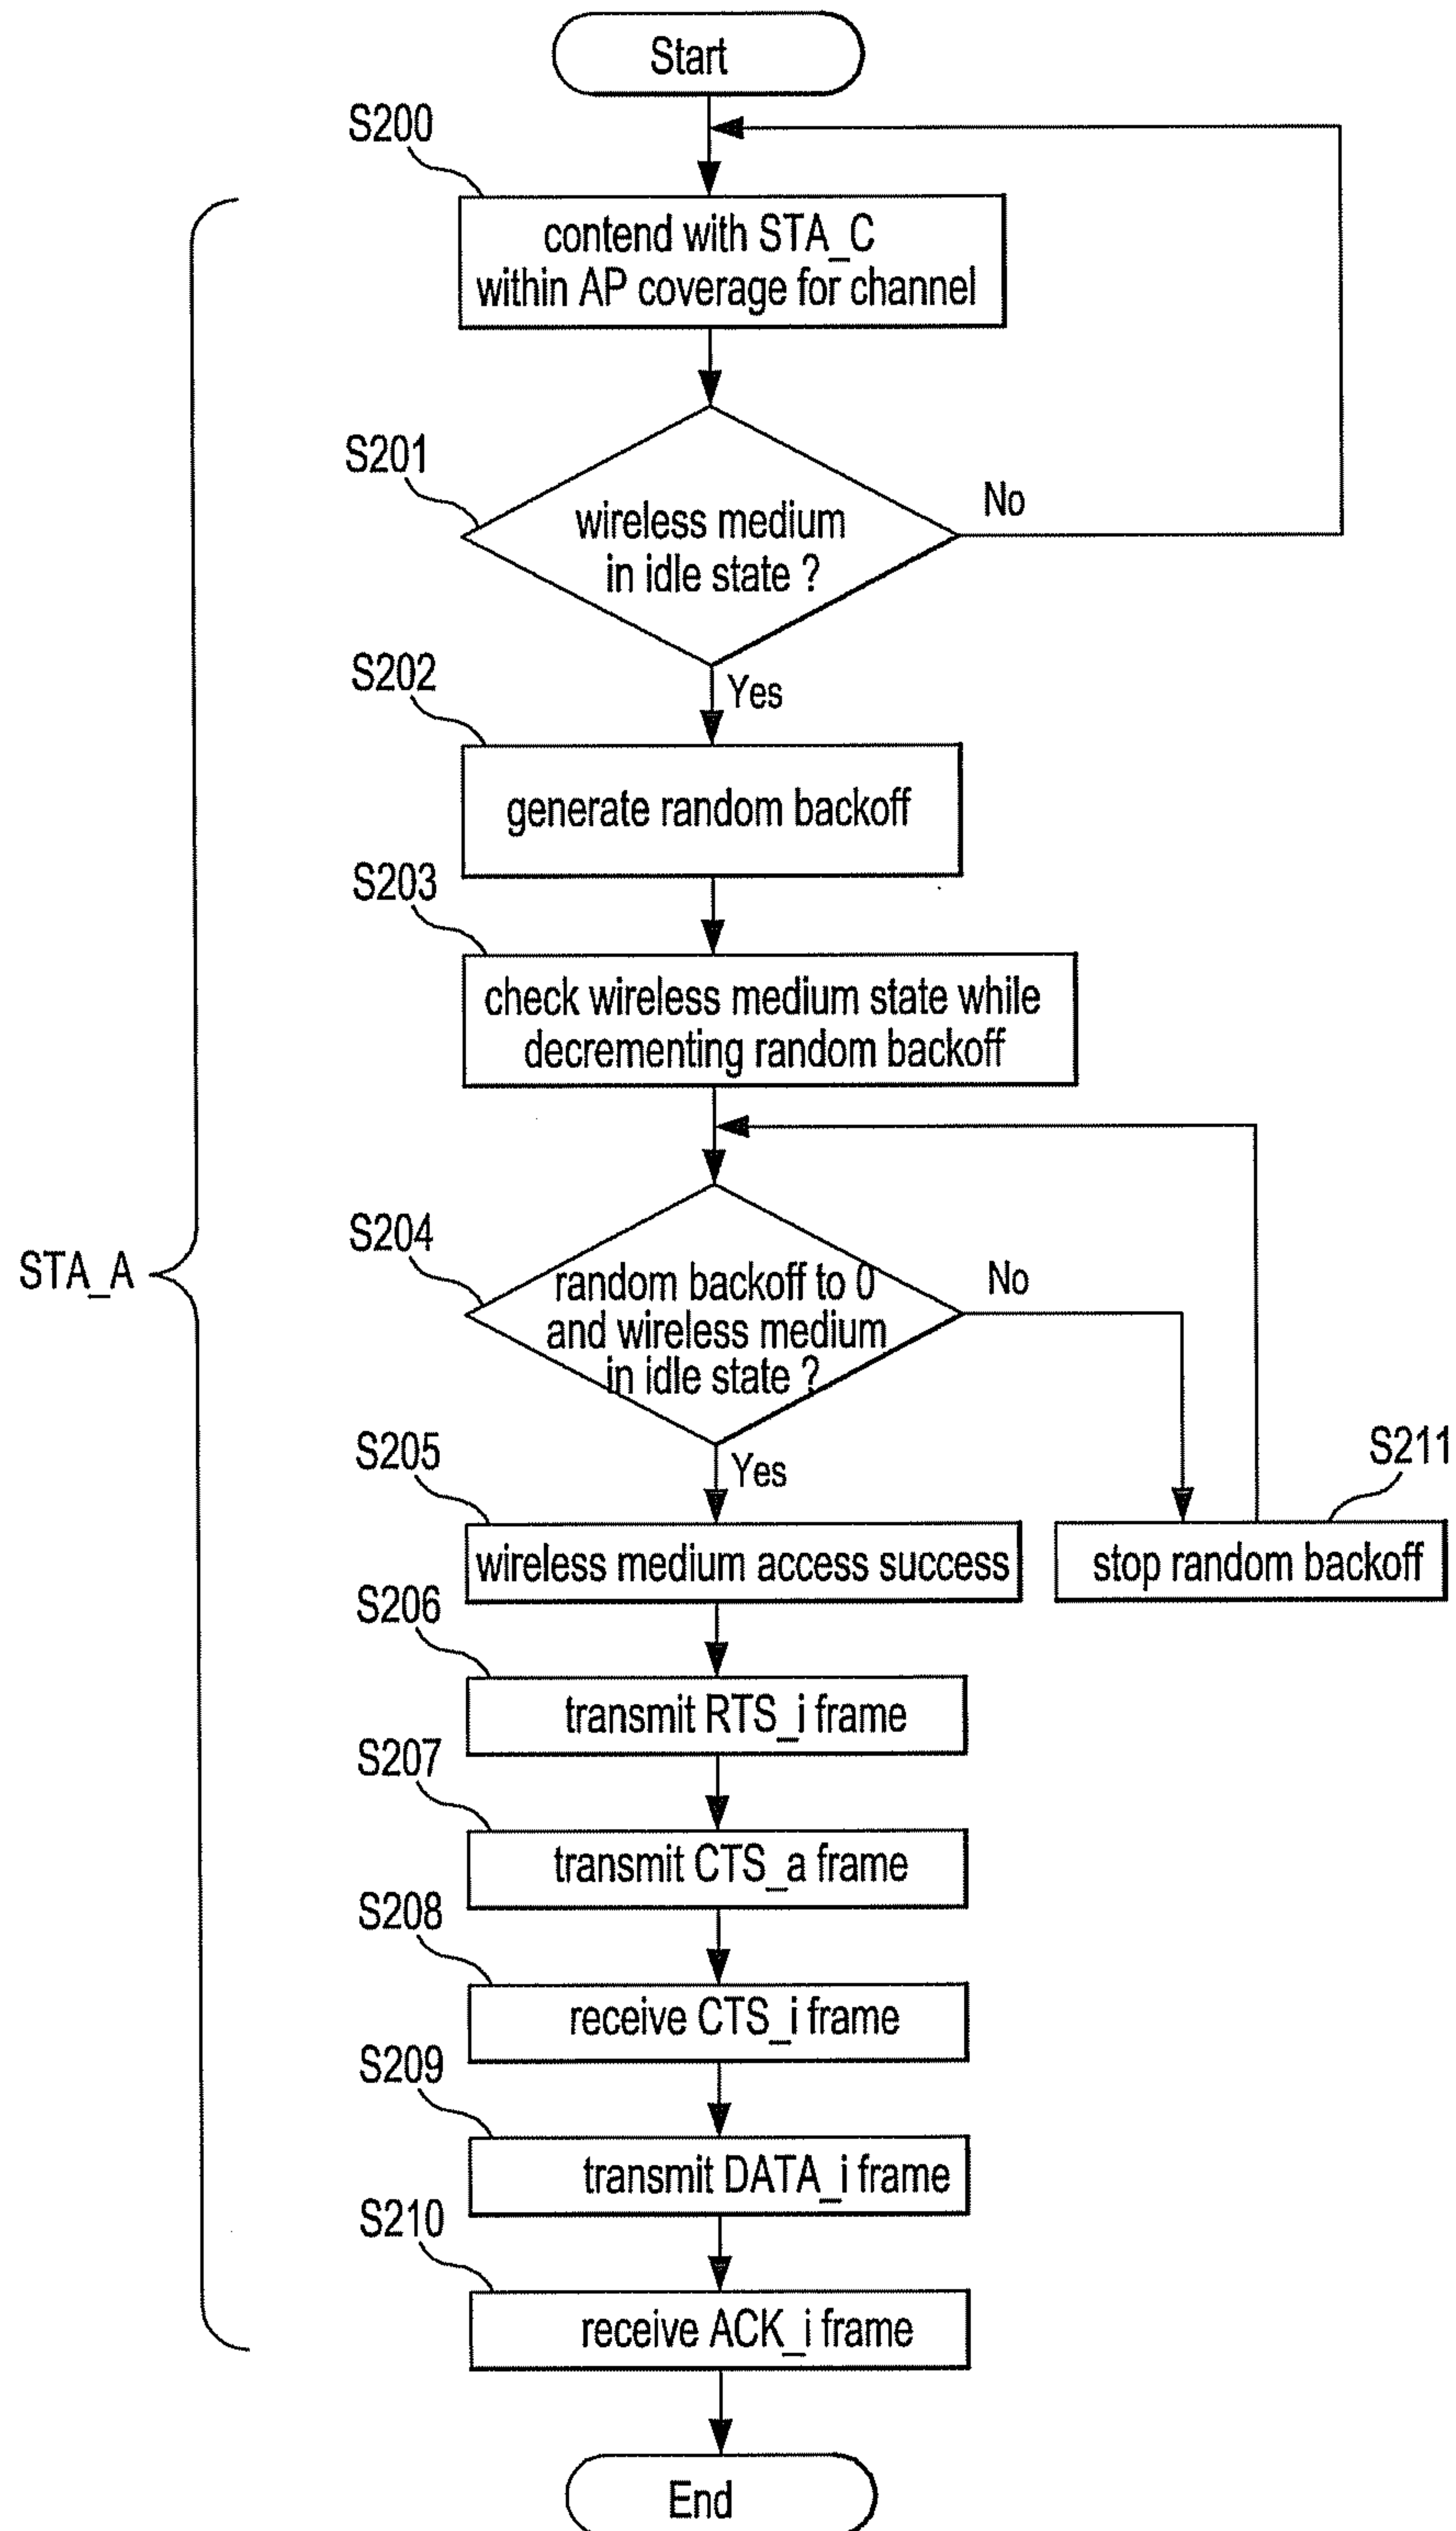 Start
S200
contend with STA_C
within AP coverage for channel
S201
wireless medium
in idle state ?
No
Yes
S202
generate random backoff
S203
check wireless medium state while
decrementing random backoff
STA_A
S204
random backoff to 0
and wireless medium
in idle state ?
No
Yes
S205
wireless medium access success
S211
stop random backoff
S206
transmit RTS_i frame
S207
transmit CTS_a frame
S208
receive CTS_i frame
S209
transmit DATA_i frame
S210
receive ACK_i frame
End